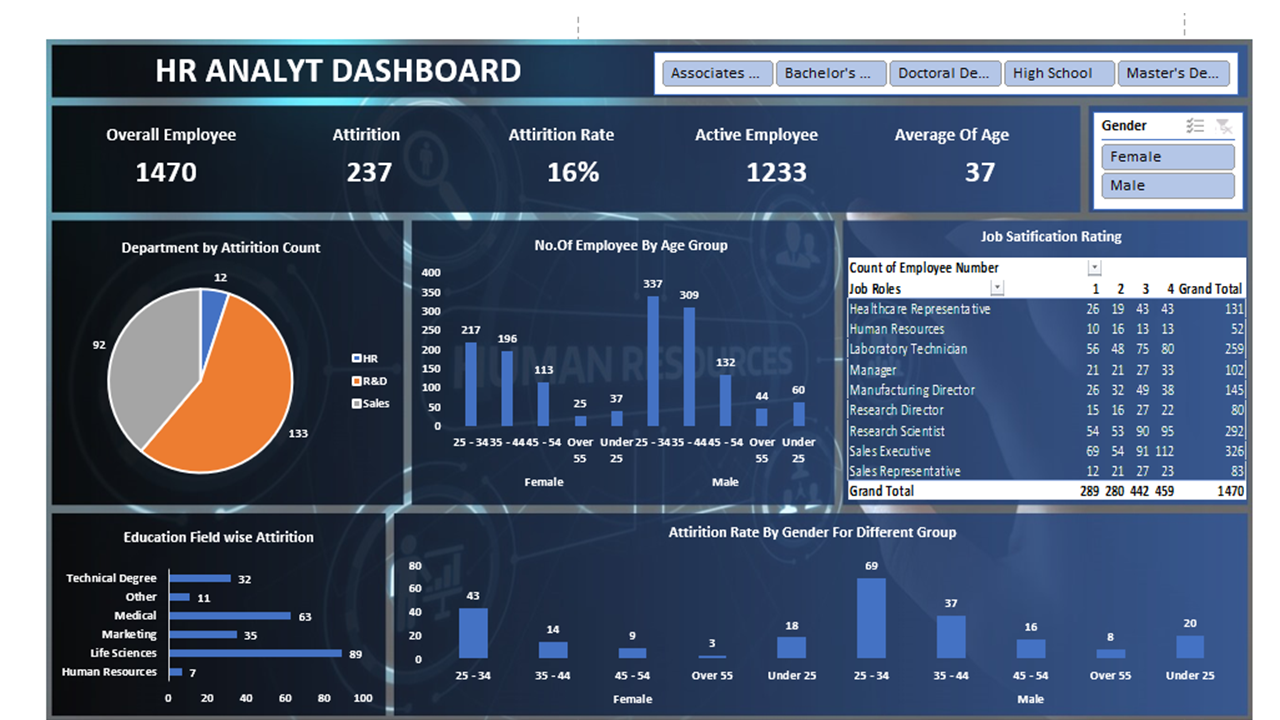 HR ANALYT DASHBOARD
Associates ... Bachelor's ... Doctoral De... High School Master's De...
Overall Employee Attirition Attirition Rate Active Employee Average Of Age
1470 237 16% 1233 37
Gender
Female
Male
Department by Attirition Count
12
92
133
HR
R&D
Sales
No.Of Employee By Age Group
400
350
300
250
200
150
100
50
0
217 196 113 25 37 337 309 132 44 60
25 - 34 35 - 44 45 - 54 Over 55 Under 25 25 - 34 35 - 44 45 - 54 Over 55 Under 25
Female Male
HUMAN RESOURCES
Job Satification Rating
Count of Employee Number
Job Roles 1 2 3 4 Grand Total
Healthcare Representative 26 19 43 43 131
Human Resources 10 16 13 13 52
Laboratory Technician 56 48 75 80 259
Manager 21 21 27 33 102
Manufacturing Director 26 32 49 38 145
Research Director 15 16 27 22 80
Research Scientist 54 53 90 95 292
Sales Executive 69 54 91 112 326
Sales Representative 12 21 27 23 83
Grand Total 289 280 442 459 1470
Education Field wise Attirition
Technical Degree 32
Other 11
Medical 63
Marketing 35
Life Sciences 89
Human Resources 7
0 20 40 60 80 100
Attirition Rate By Gender For Different Group
80
60
40
20
0
43 14 9 3 18 69 37 16 8 20
25 - 34 35 - 44 45 - 54 Over 55 Under 25 25 - 34 35 - 44 45 - 54 Over 55 Under 25
Female Male